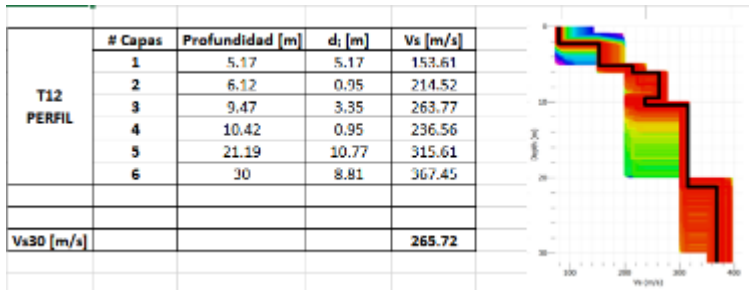 # Capas Profundidad [m] di [m] Vs [m/s]
T12 PERFIL
1 5.17 5.17 153.61
2 6.12 0.95 214.52
3 9.47 3.35 263.77
4 10.42 0.95 236.56
5 21.19 10.77 315.61
6 30 8.81 367.45
Vs30 [m/s] 265.72
0
10
20
30
Depth (m)
100 200 300 400
Vs (m/s)